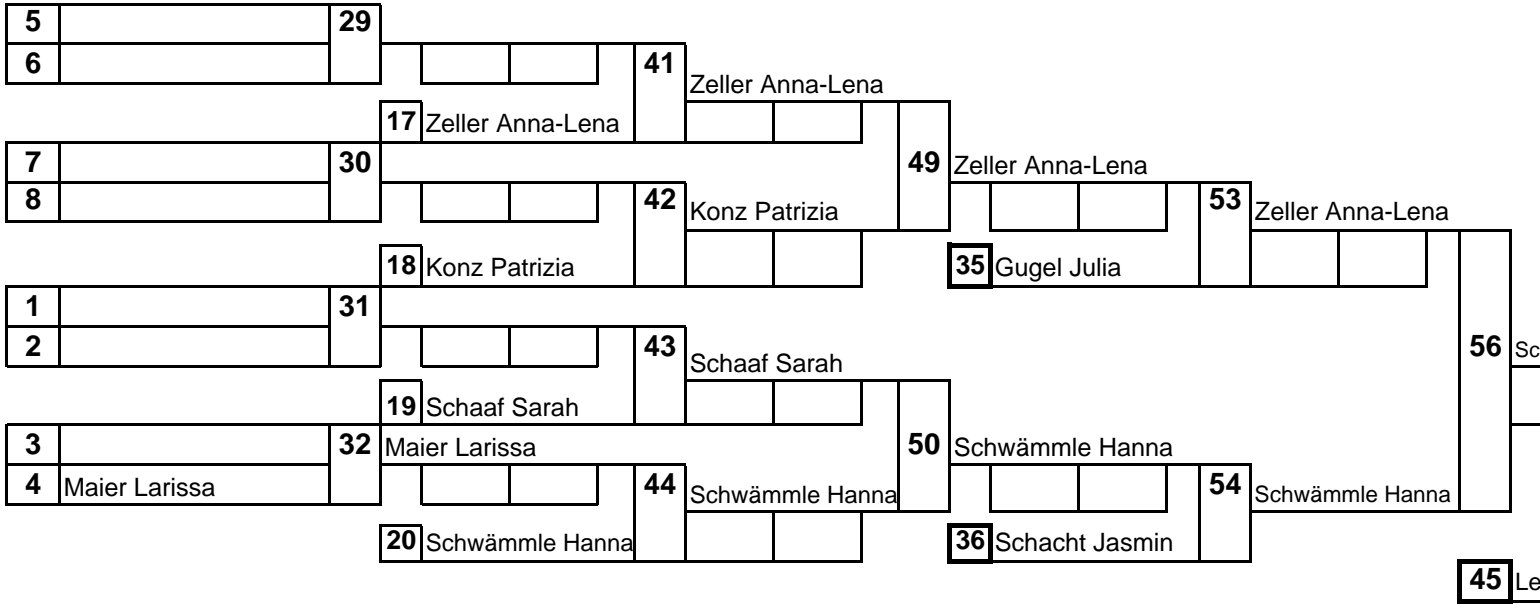 5 29
6 41
Zeller Anna-Lena
17 Zeller Anna-Lena
7 30 49 Zeller Anna-Lena
8 42 Konz Patrizia 53 Zeller Anna-Lena
18 Konz Patrizia 35 Gugel Julia
1 31
2 43 Schaaf Sarah 56 Sc
19 Schaaf Sarah
3 32 Maier Larissa 50 Schwämmle Hanna
4 Maier Larissa 44 Schwämmle Hanna 54 Schwämmle Hanna
20 Schwämmle Hanna 36 Schacht Jasmin
45 Le